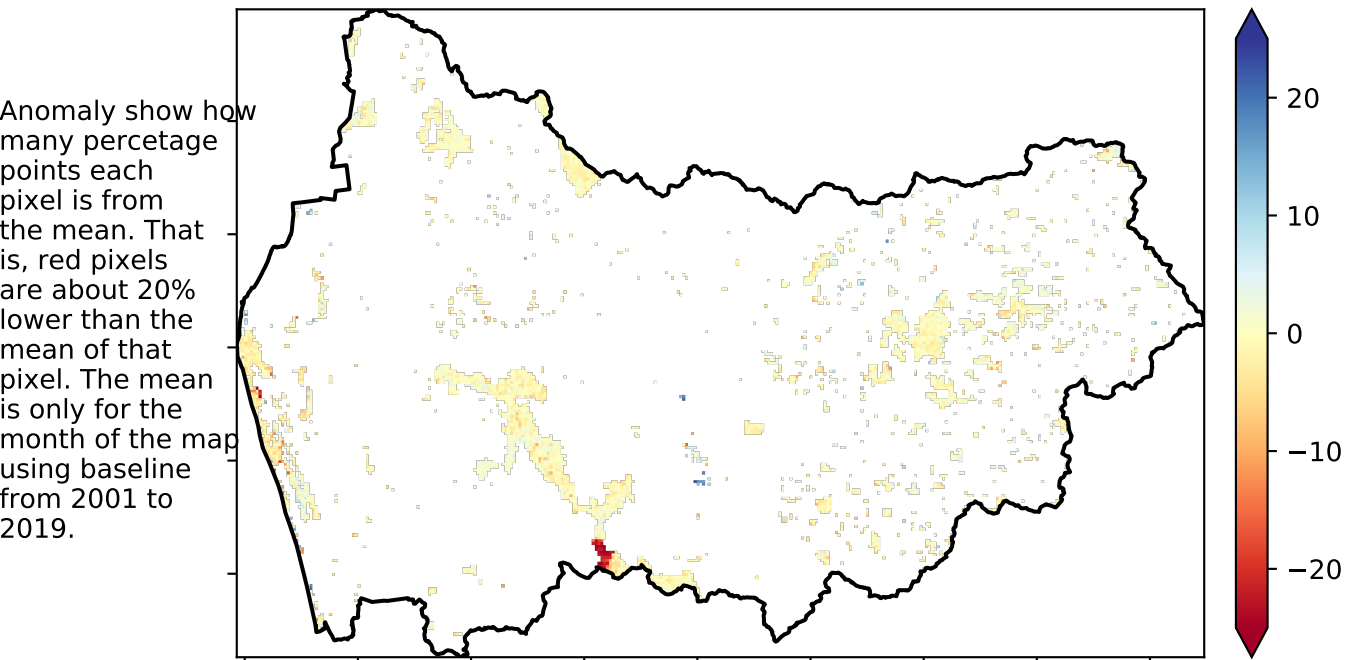 Anomaly show how
many percetage
points each
pixel is from
the mean. That
is, red pixels
are about 20%
lower than the
mean of that
pixel. The mean
is only for the
month of the map
using baseline
from 2001 to
2019.
20
10
0
−10
−20